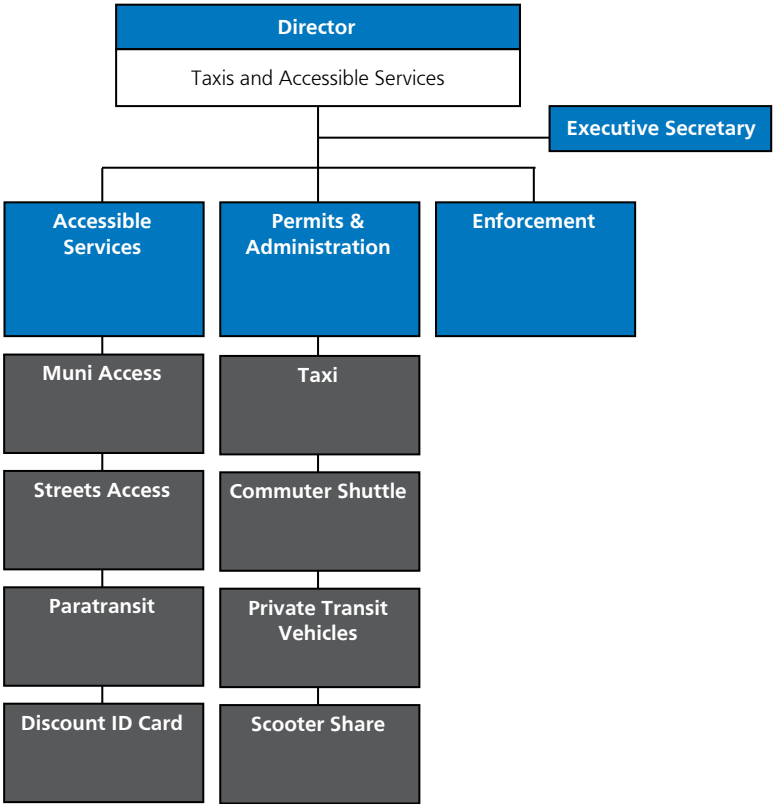 Director
Taxis and Accessible Services
Executive Secretary
Accessible
Services
Permits &
Administration
Enforcement
Muni Access
Taxi
Streets Access
Commuter Shuttle
Paratransit
Private Transit
Vehicles
Discount ID Card
Scooter Share